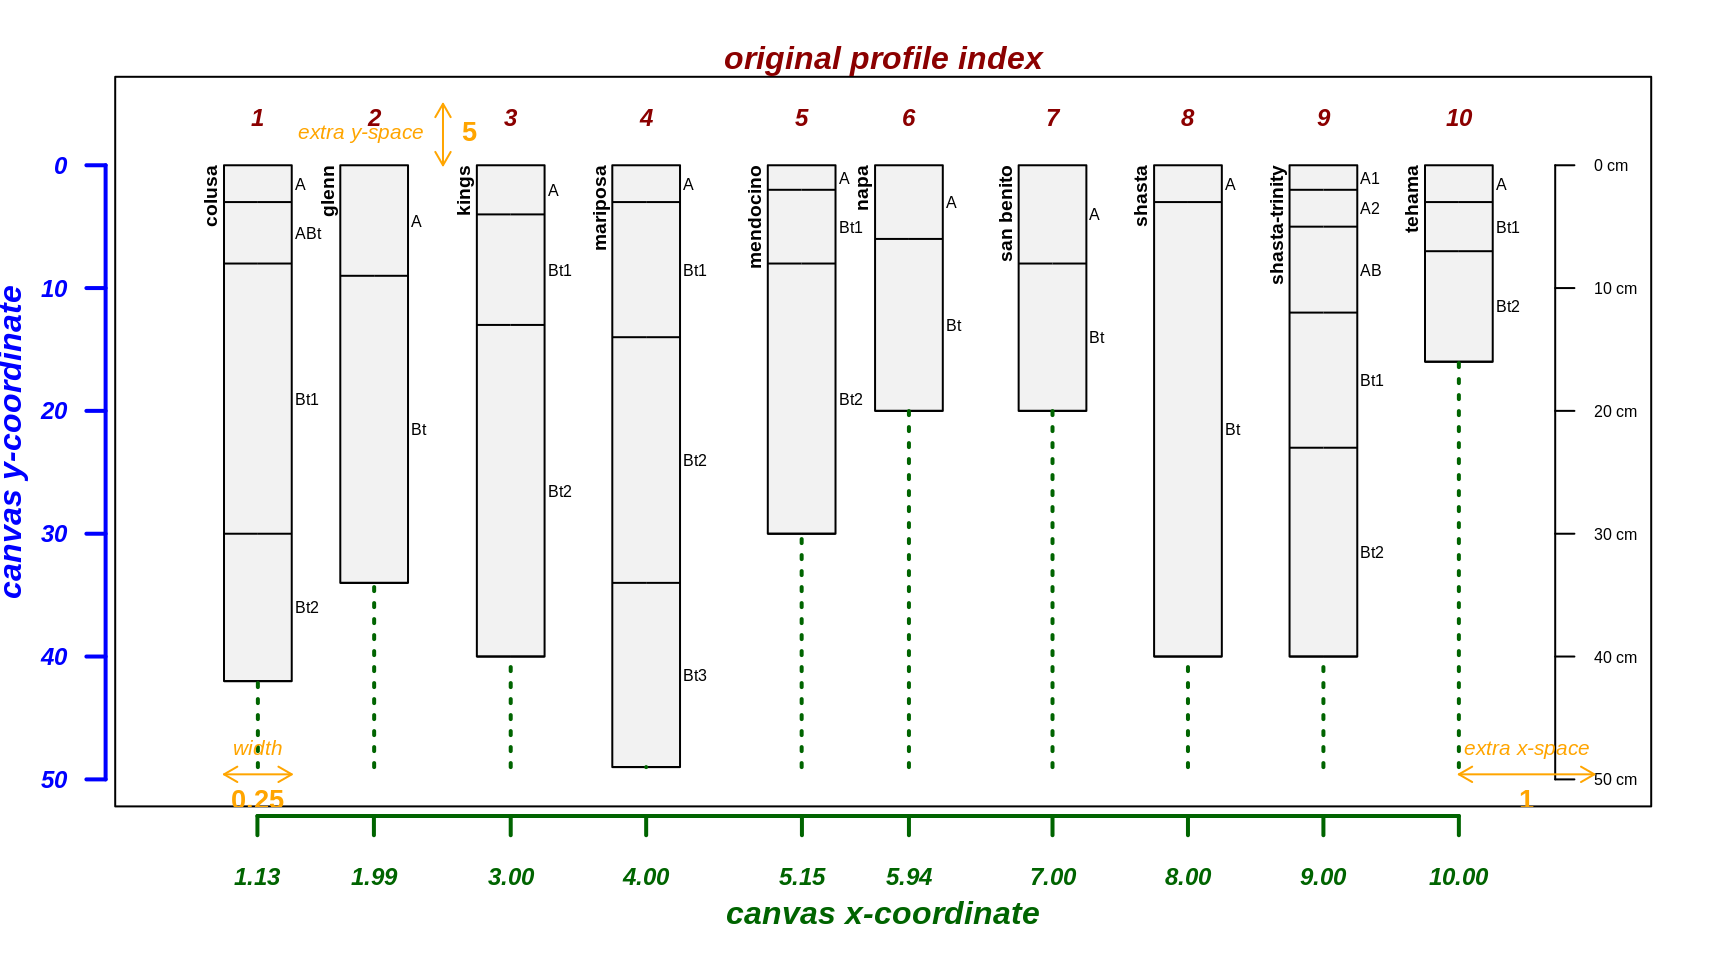 original profile index
1 2 3 4 5 6 7 8 9 10
extra y-space 5
canvas y-coordinate
0
10
20
30
40
50
colusa
A
ABt
Bt1
Bt2
glenn
A
Bt
kings
A
Bt1
Bt2
mariposa
A
Bt1
Bt2
Bt3
mendocino
A
Bt1
Bt2
napa
A
Bt
san benito
A
Bt
shasta
A
Bt
shasta-trinity
A1
A2
AB
Bt1
Bt2
tehama
A
Bt1
Bt2
0 cm
10 cm
20 cm
30 cm
40 cm
50 cm
width
0.25
extra x-space
1
1.13 1.99 3.00 4.00 5.15 5.94 7.00 8.00 9.00 10.00
canvas x-coordinate